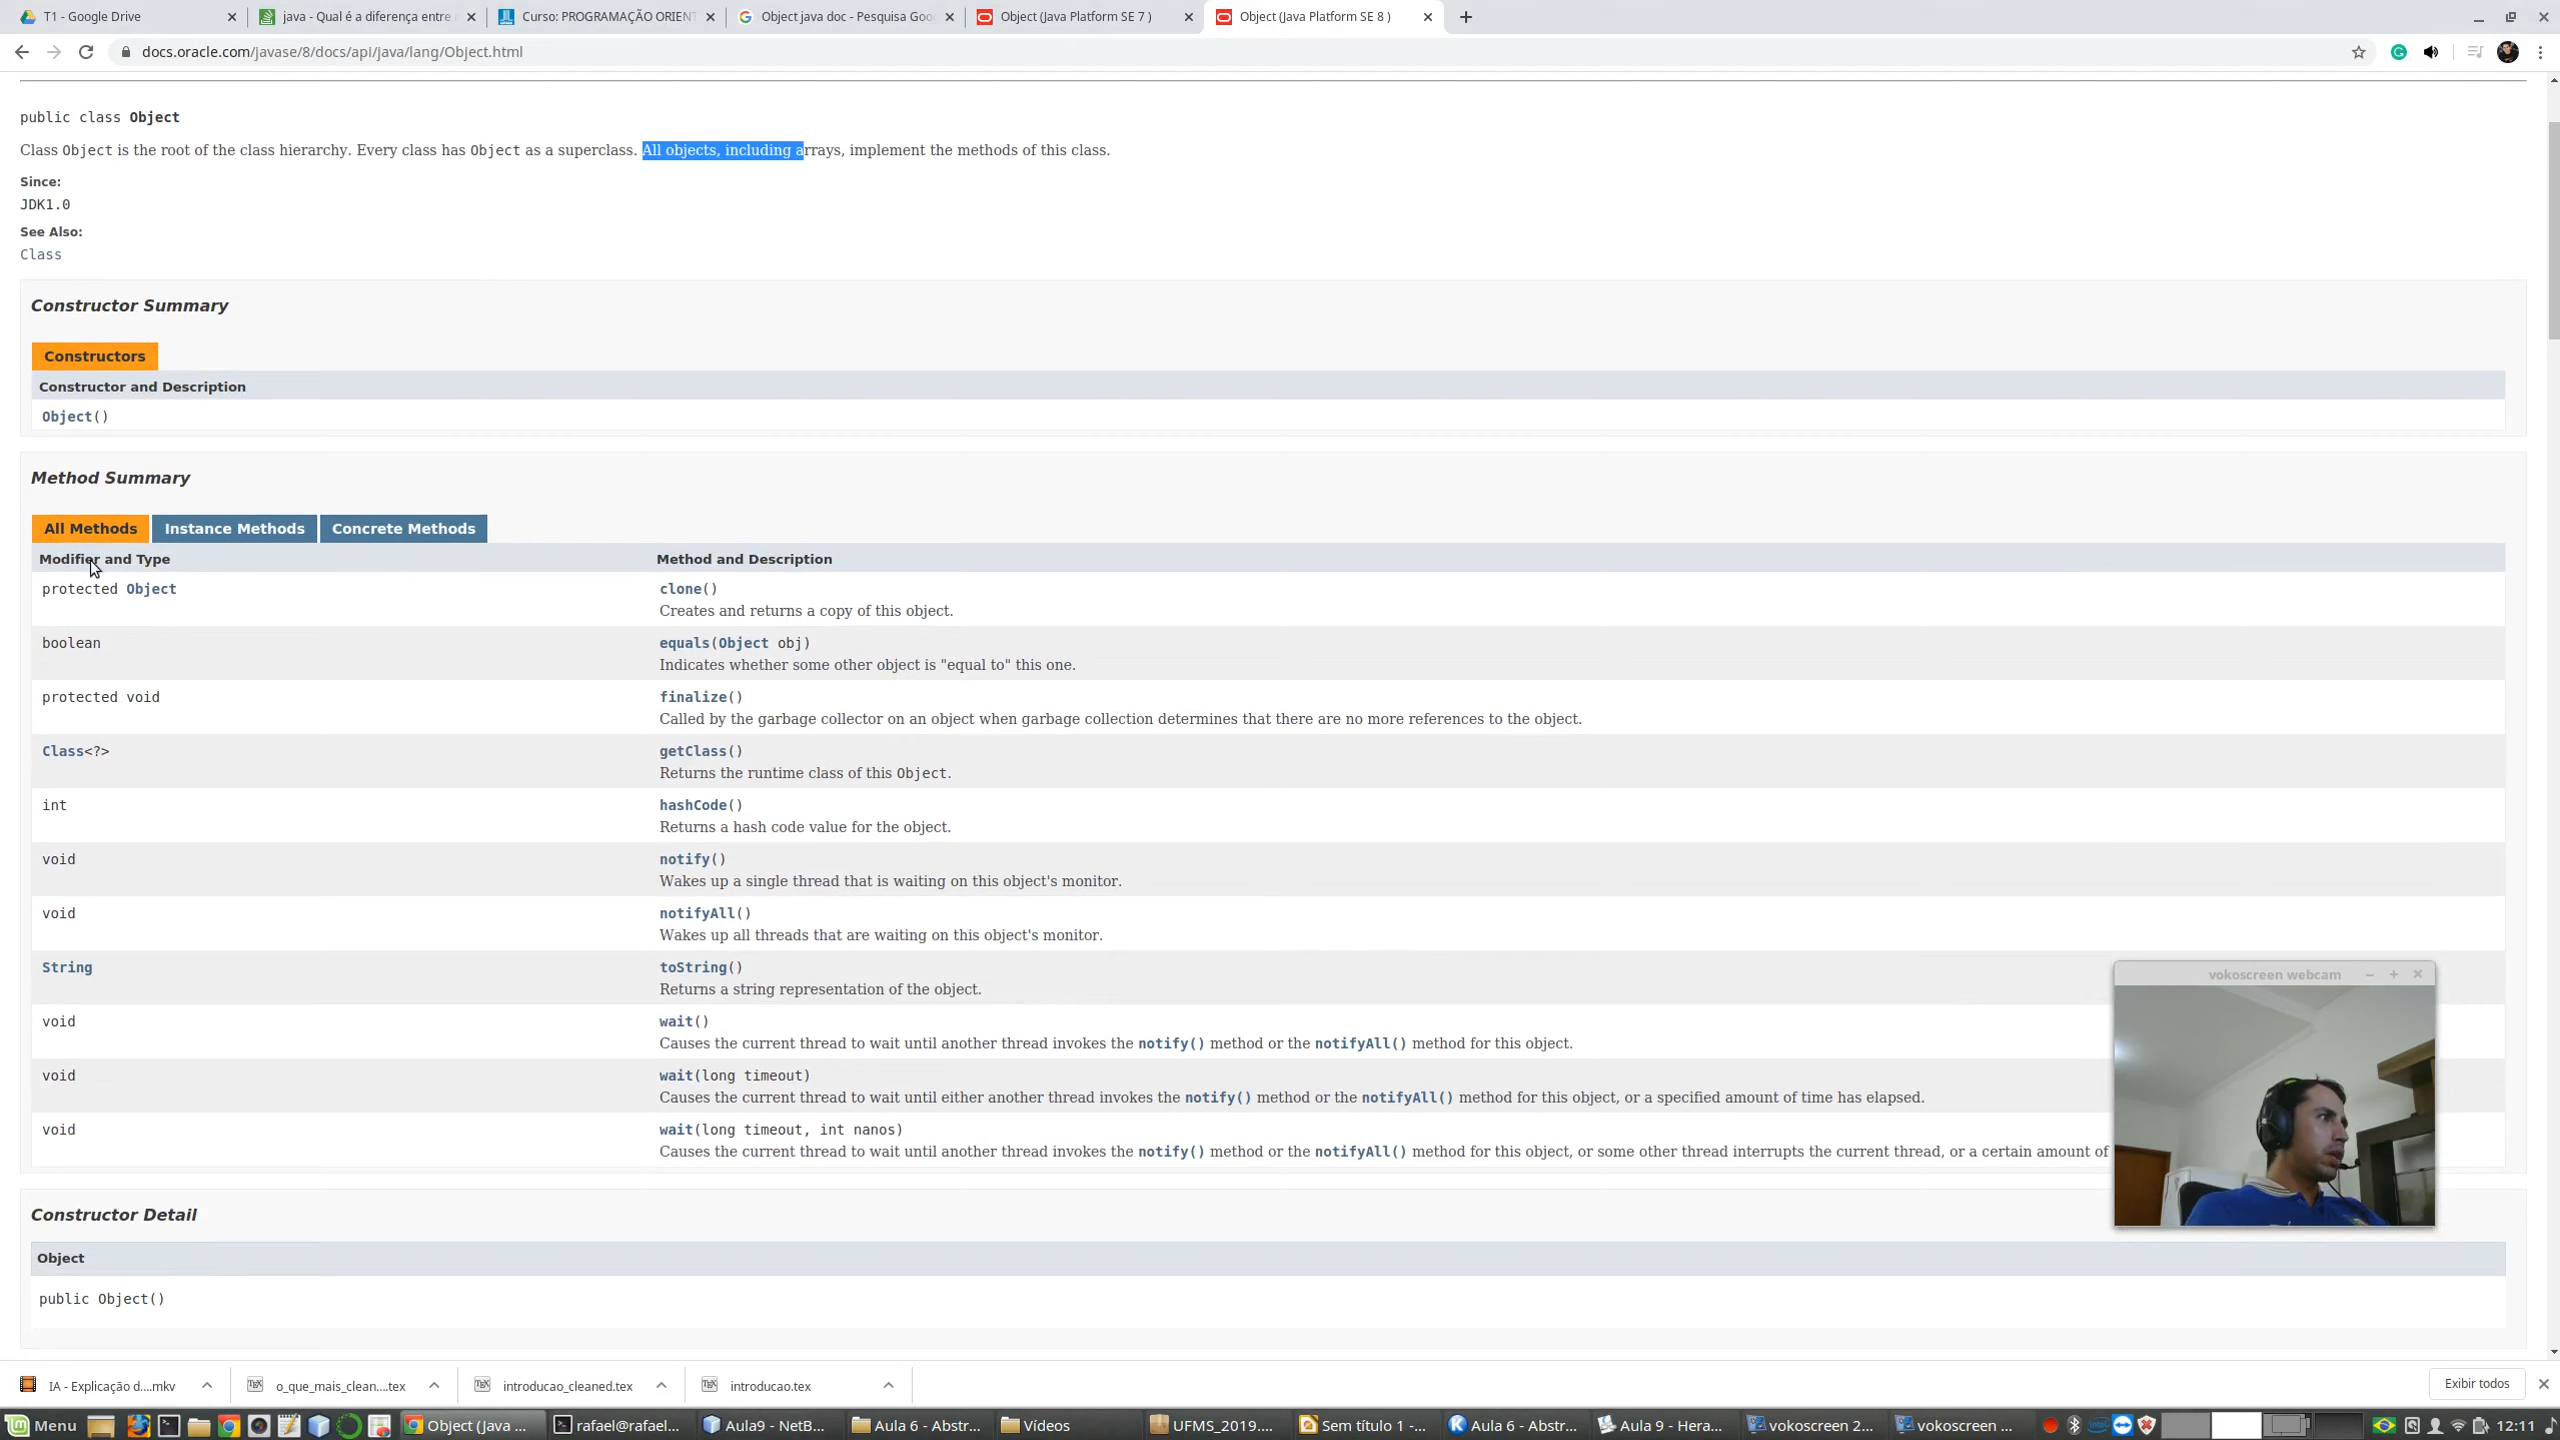 T1 - Google Drive
java - Qual é a diferença entre
Curso: PROGRAMAÇÃO ORIENT
Object java doc - Pesquisa Goo
Object (Java Platform SE 7 )
Object (Java Platform SE 8 )
docs.oracle.com/javase/8/docs/api/java/lang/Object.html
public class Object
Class Object is the root of the class hierarchy. Every class has Object as a superclass. All objects, including arrays, implement the methods of this class.
Since:
JDK1.0
See Also:
Class
Constructor Summary
Constructors
Constructor and Description
Object()
Method Summary
All Methods Instance Methods Concrete Methods
Modifier and Type Method and Description
protected Object clone()
Creates and returns a copy of this object.
boolean equals(Object obj)
Indicates whether some other object is "equal to" this one.
protected void finalize()
Called by the garbage collector on an object when garbage collection determines that there are no more references to the object.
Class<?> getClass()
Returns the runtime class of this Object.
int hashCode()
Returns a hash code value for the object.
void notify()
Wakes up a single thread that is waiting on this object's monitor.
void notifyAll()
Wakes up all threads that are waiting on this object's monitor.
String toString()
Returns a string representation of the object.
void wait()
Causes the current thread to wait until another thread invokes the notify() method or the notifyAll() method for this object.
void wait(long timeout)
Causes the current thread to wait until either another thread invokes the notify() method or the notifyAll() method for this object, or a specified amount of time has elapsed.
void wait(long timeout, int nanos)
Causes the current thread to wait until another thread invokes the notify() method or the notifyAll() method for this object, or some other thread interrupts the current thread, or a certain amount of
vokoscreen webcam
Constructor Detail
Object
public Object()
IA - Explicação d....mkv
o_que_mais_clean....tex
introducao_cleaned.tex
introducao.tex
Exibir todos
Menu
Object (Java ...
rafael@rafael...
Aula9 - NetB...
Aula 6 - Abstr...
Vídeos
UFMS_2019....
Sem título 1 -...
Aula 6 - Abstr...
Aula 9 - Hera...
vokoscreen 2...
vokoscreen ...
12:11